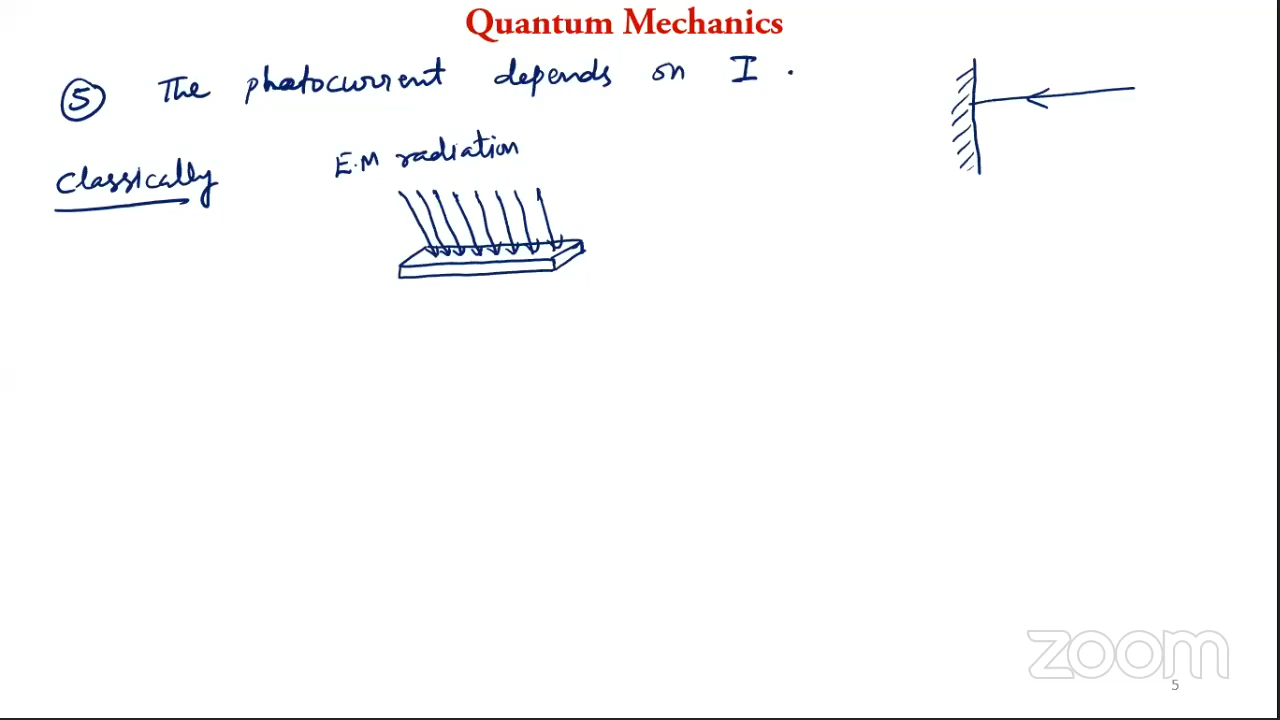 Quantum Mechanics
⑤ The photocurrent depends on I .
Classically
E.M radiation
zoom
5